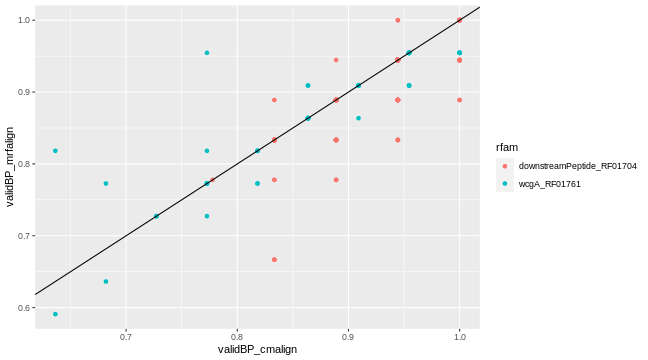 validBP_mrfalign
1.0
0.9
0.8
0.7
0.6
0.7
0.8
0.9
1.0
validBP_cmalign
rfam
downstreamPeptide_RF01704
wcgA_RF01761